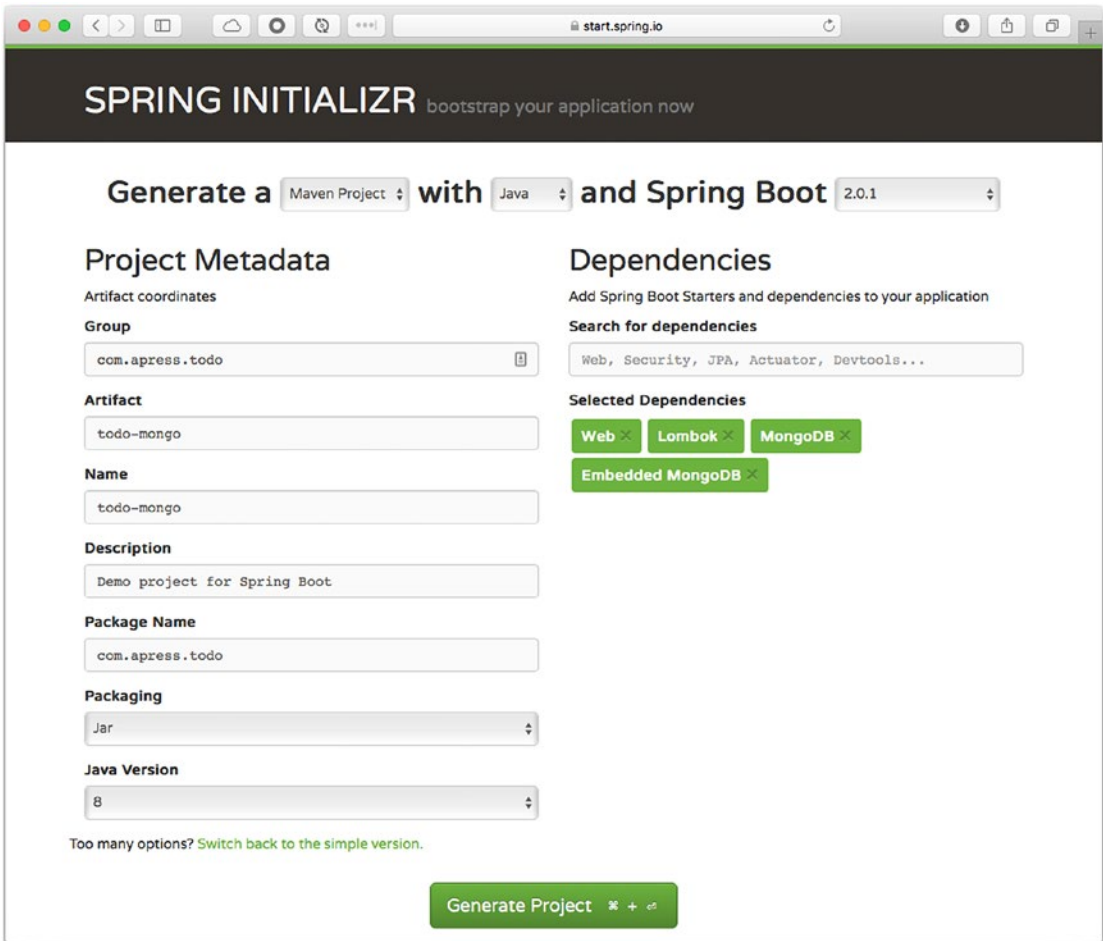 start.spring.io
SPRING INITIALIZR bootstrap your application now
Generate a Maven Project with Java and Spring Boot 2.0.1
Project Metadata
Artifact coordinates
Group
com.apress.todo
Artifact
todo-mongo
Name
todo-mongo
Description
Demo project for Spring Boot
Package Name
com.apress.todo
Packaging
Jar
Java Version
8
Too many options? Switch back to the simple version.
Dependencies
Add Spring Boot Starters and dependencies to your application
Search for dependencies
Web, Security, JPA, Actuator, Devtools...
Selected Dependencies
Web × Lombok × MongoDB ×
Embedded MongoDB ×
Generate Project ⌘ + ⏎